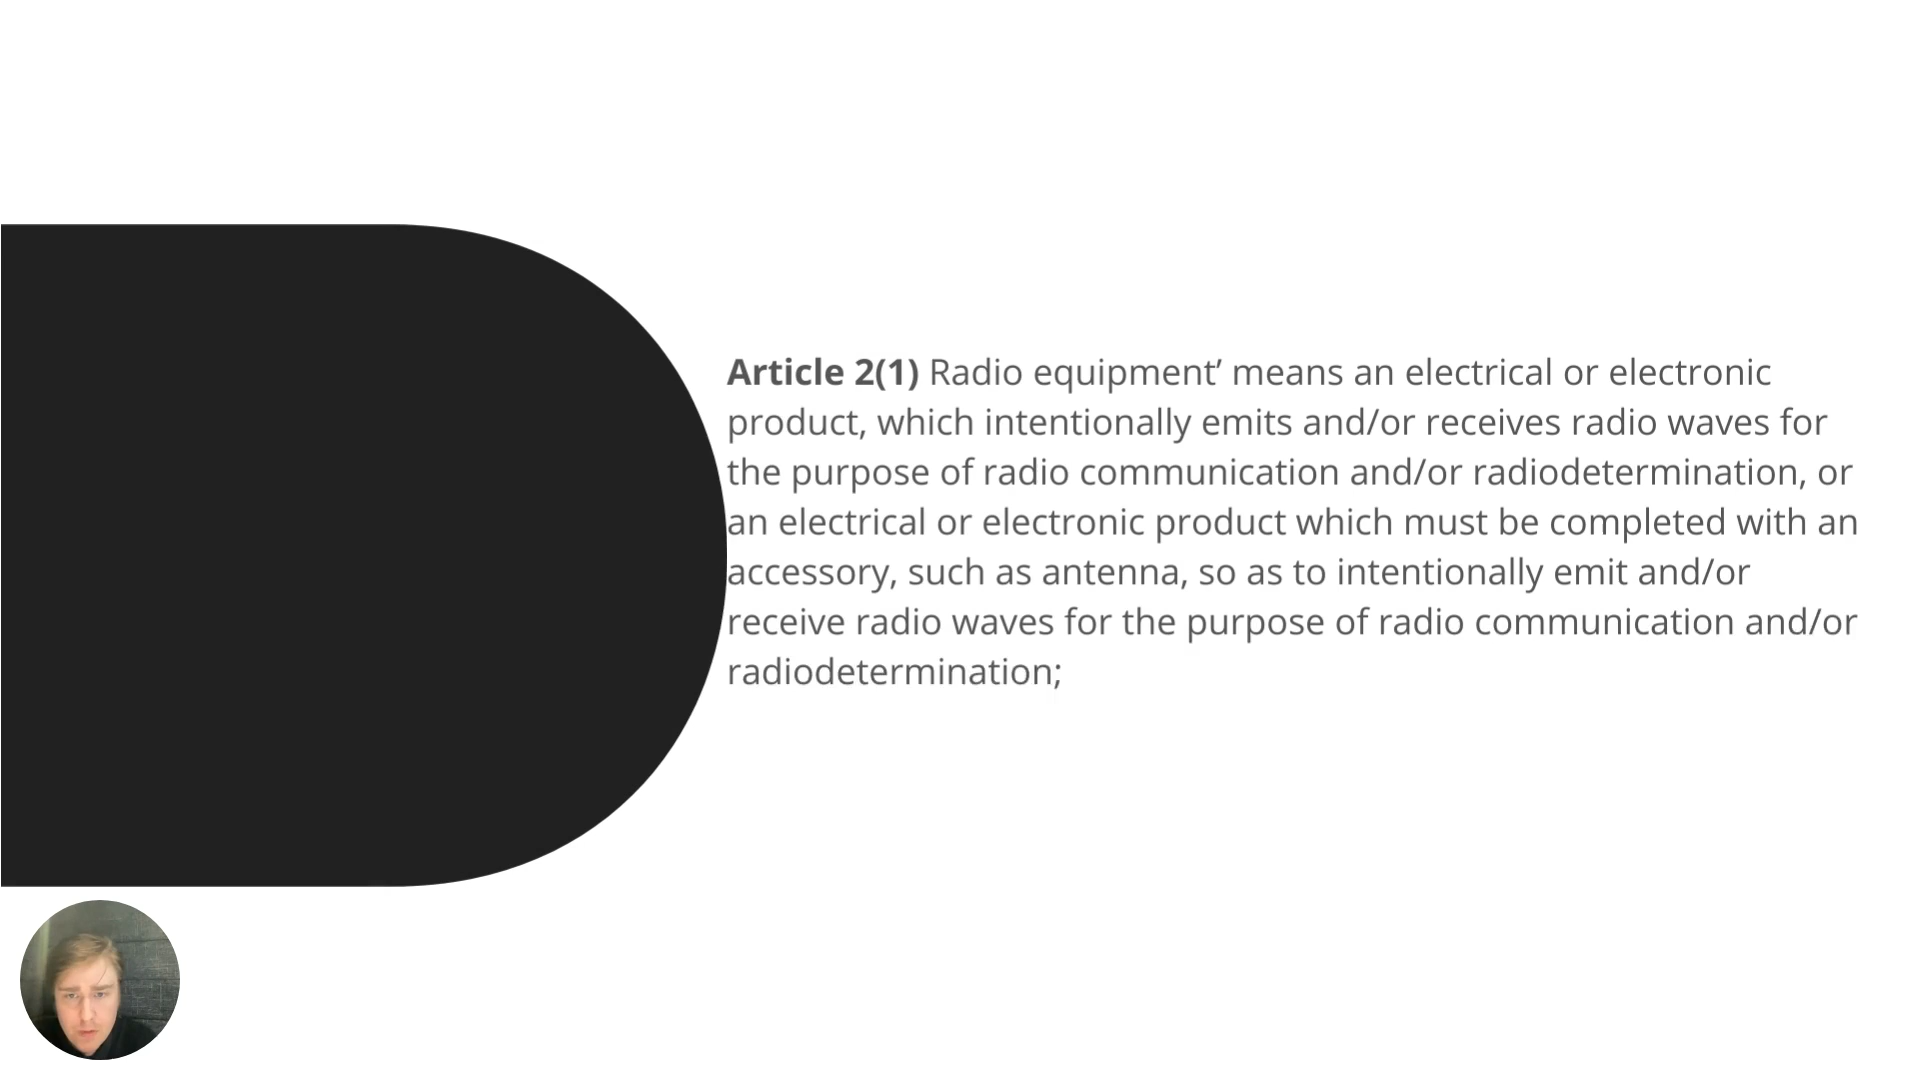 Article 2(1) Radio equipment’ means an electrical or electronic
product, which intentionally emits and/or receives radio waves for
the purpose of radio communication and/or radiodetermination, or
an electrical or electronic product which must be completed with an
accessory, such as antenna, so as to intentionally emit and/or
receive radio waves for the purpose of radio communication and/or
radiodetermination;